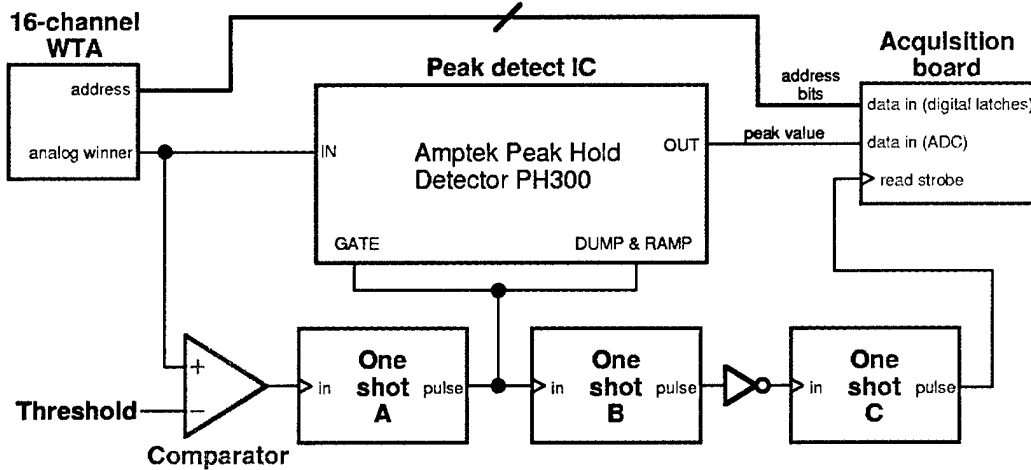 16-channel
WTA
address
analog winner
Peak detect IC
IN
Amptek Peak Hold
Detector PH300
OUT
GATE
DUMP & RAMP
address
bits
peak value
Acquisition
board
data in (digital latches)
data in (ADC)
read strobe
+
−
Threshold
Comparator
in
One
shot
A
pulse
in
One
shot
B
pulse
in
One
shot
C
pulse